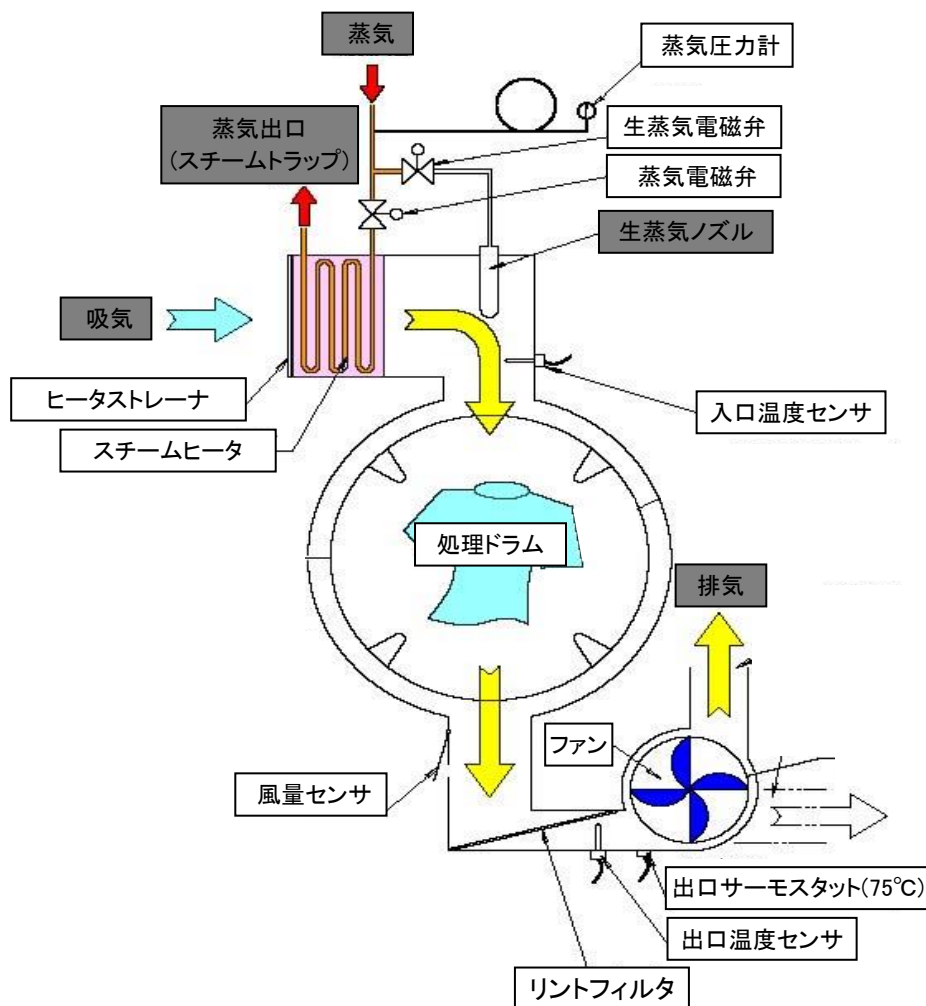 蒸気
蒸気圧力計
蒸気出口
(スチームトラップ)
生蒸気電磁弁
蒸気電磁弁
生蒸気ノズル
吸気
ヒータストレーナ
入口温度センサ
スチームヒータ
処理ドラム
排気
ファン
風量センサ
出口サーモスタット(75℃)
出口温度センサ
リントフィルタ